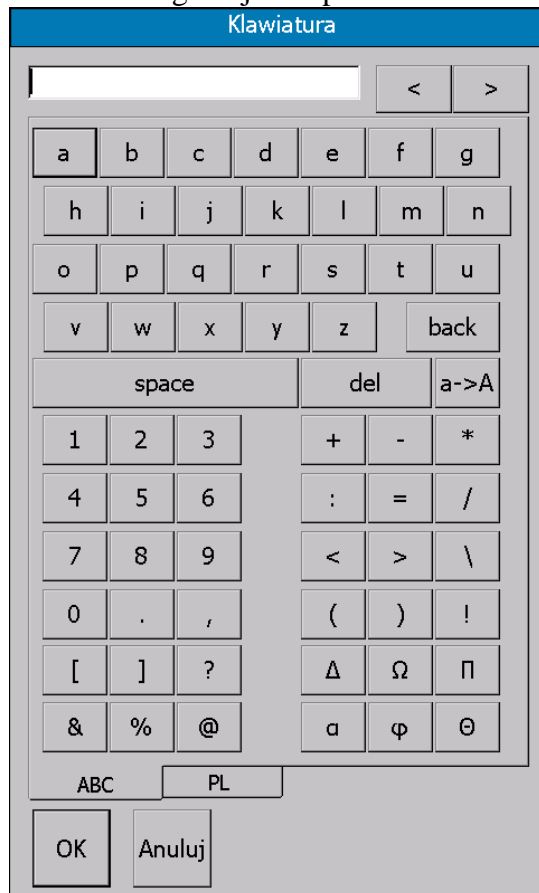 Klawiatura
< >
a b c d e f g
h i j k l m n
o p q r s t u
v w x y z back
space del a->A
1 2 3 + - *
4 5 6 : = /
7 8 9 < > \
0 . , ( ) !
[ ] ? Δ Ω Π
& % @ α φ Θ
ABC PL
OK Anuluj